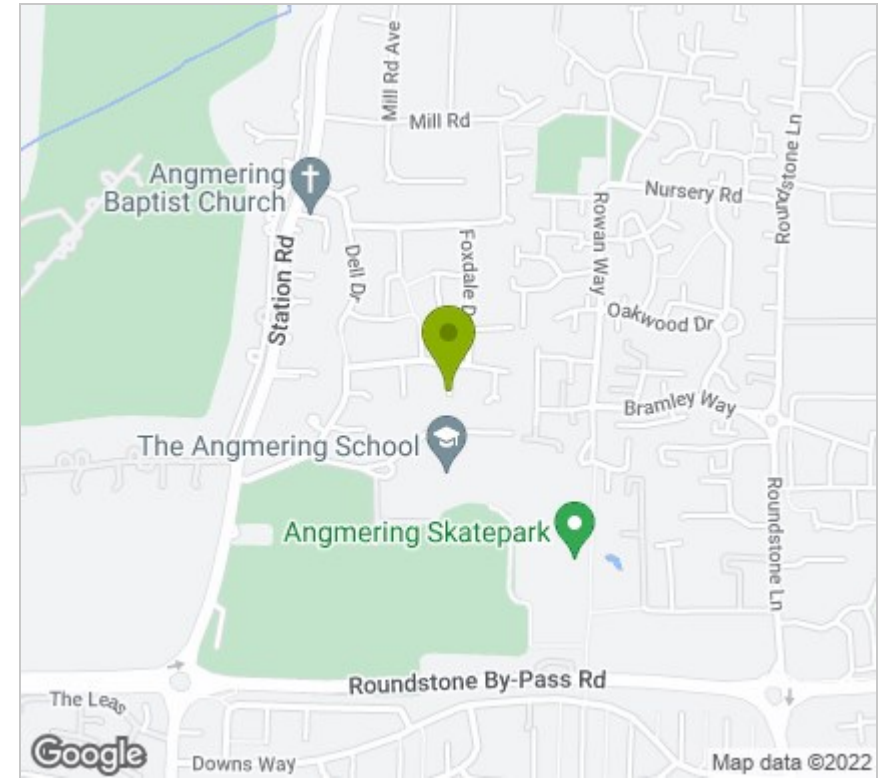 Mill Rd Ave
Mill Rd
Angmering
Baptist Church
Nursery Rd
Roundstone Ln
Rowan Way
Station Rd
Dell Dr
Foxdale D
Oakwood Dr
Bramley Way
The Angmering School
Angmering Skatepark
Roundstone Ln
Roundstone By-Pass Rd
The Leas
Downs Way
Google
Map data ©2022